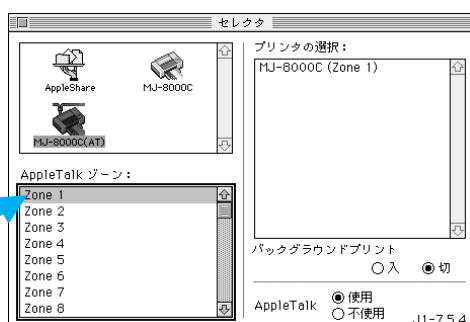 セレクタ
AppleShare
MJ-8000C
MJ-8000C(AT)
AppleTalk ゾーン：
Zone 1
Zone 2
Zone 3
Zone 4
Zone 5
Zone 6
Zone 7
Zone 8
プリンタの選択：
MJ-8000C (Zone 1)
バックグラウンドプリント
入 切
AppleTalk
使用
不使用
J1-7.5.4